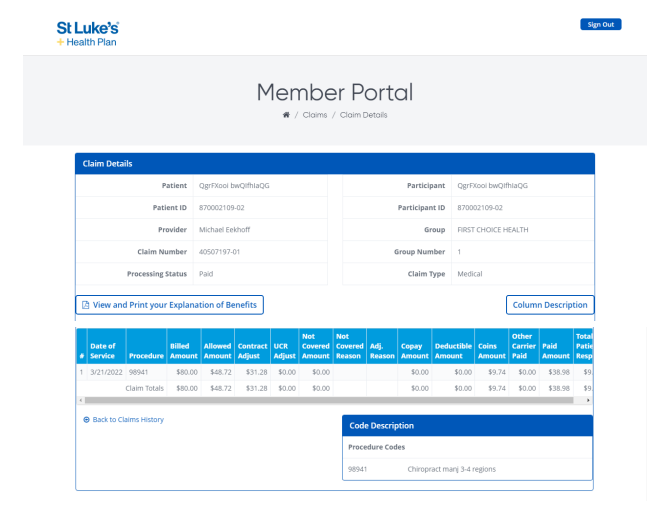 St Luke's®
Health Plan
Sign Out
Member Portal
/ Claims / Claim Details
Claim Details
Patient QgrFXooi bwQIfhIaQG Participant QgrFXooi bwQIfhIaQG
Patient ID 870002109-02 Participant ID 870002109-02
Provider Michael Eekhoff Group FIRST CHOICE HEALTH
Claim Number 40507197-01 Group Number 1
Processing Status Paid Claim Type Medical
View and Print your Explanation of Benefits Column Description
# Date of Service Procedure Billed Amount Allowed Amount Contract Adjust UCR Adjust Not Covered Amount Not Covered Reason Adj. Reason Copay Amount Deductible Amount Coins Amount Other Carrier Paid Paid Amount Total Patie Resp
1 3/21/2022 98941 $80.00 $48.72 $31.28 $0.00 $0.00 $0.00 $0.00 $9.74 $0.00 $38.98 $9
Claim Totals $80.00 $48.72 $31.28 $0.00 $0.00 $0.00 $0.00 $9.74 $0.00 $38.98 $9
Back to Claims History
Code Description
Procedure Codes
98941 Chiropract manj 3-4 regions